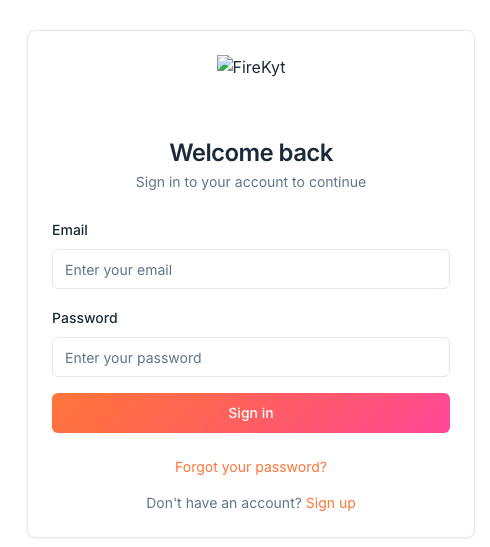 FireKyt
Welcome back
Sign in to your account to continue
Email
Enter your email
Password
Enter your password
Sign in
Forgot your password?
Don't have an account? Sign up